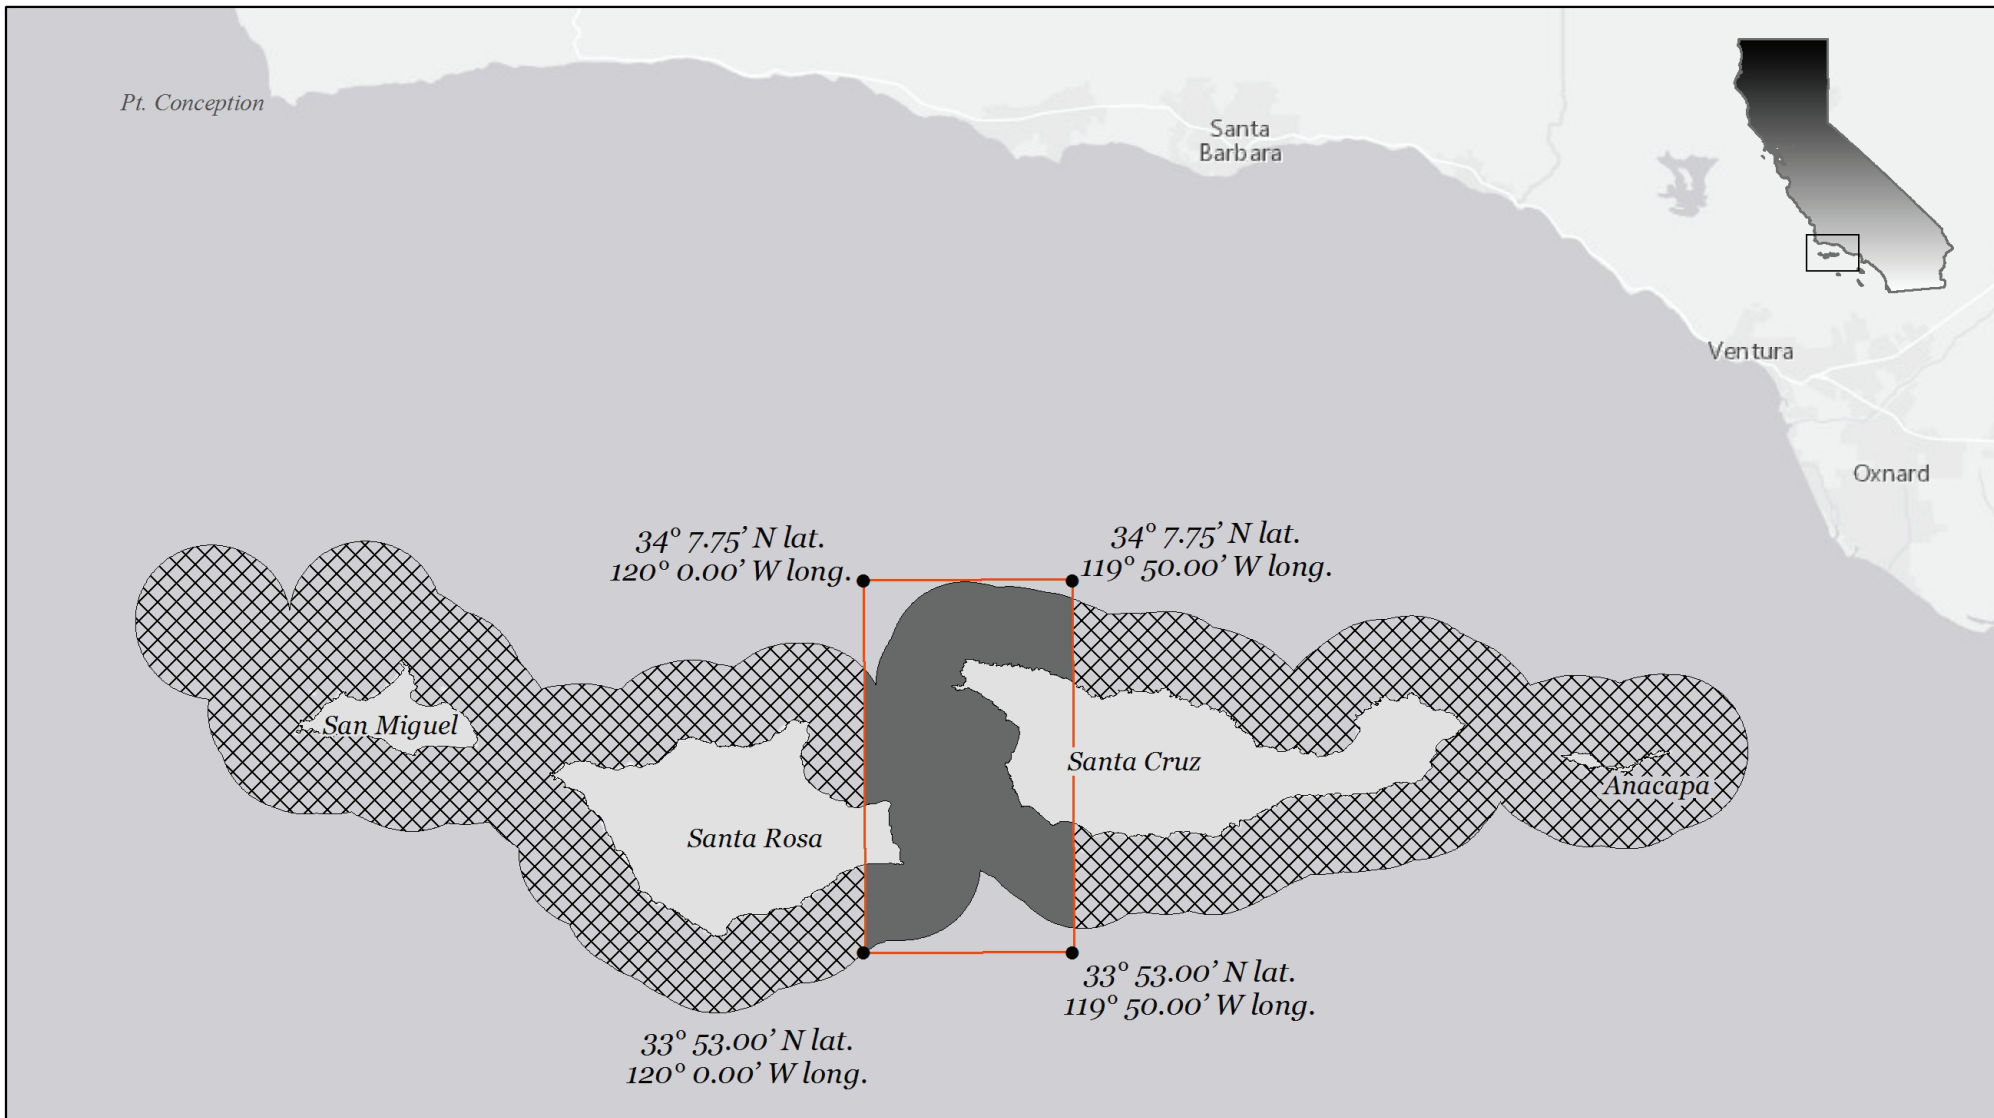 Pt. Conception
Santa
Barbara
Ventura
Oxnard
34° 7.75’ N lat.
120° 0.00’ W long.
34° 7.75’ N lat.
119° 50.00’ W long.
San Miguel
Santa Rosa
Santa Cruz
Anacapa
33° 53.00’ N lat.
119° 50.00’ W long.
33° 53.00’ N lat.
120° 0.00’ W long.